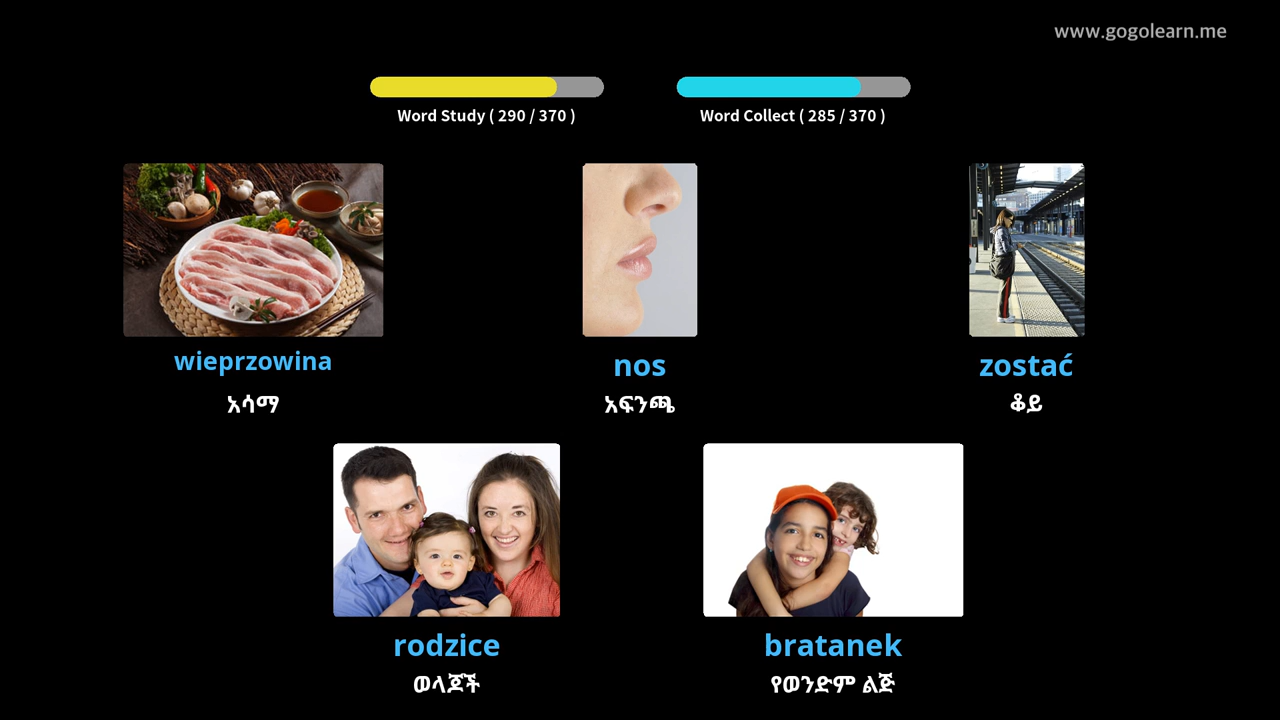 www.gogolearn.me
Word Study ( 290 / 370 )
Word Collect ( 285 / 370 )
wieprzowina
አሳማ
nos
አፍንጫ
zostać
ቆይ
rodzice
ወላጆች
bratanek
የወንድም ልጅ